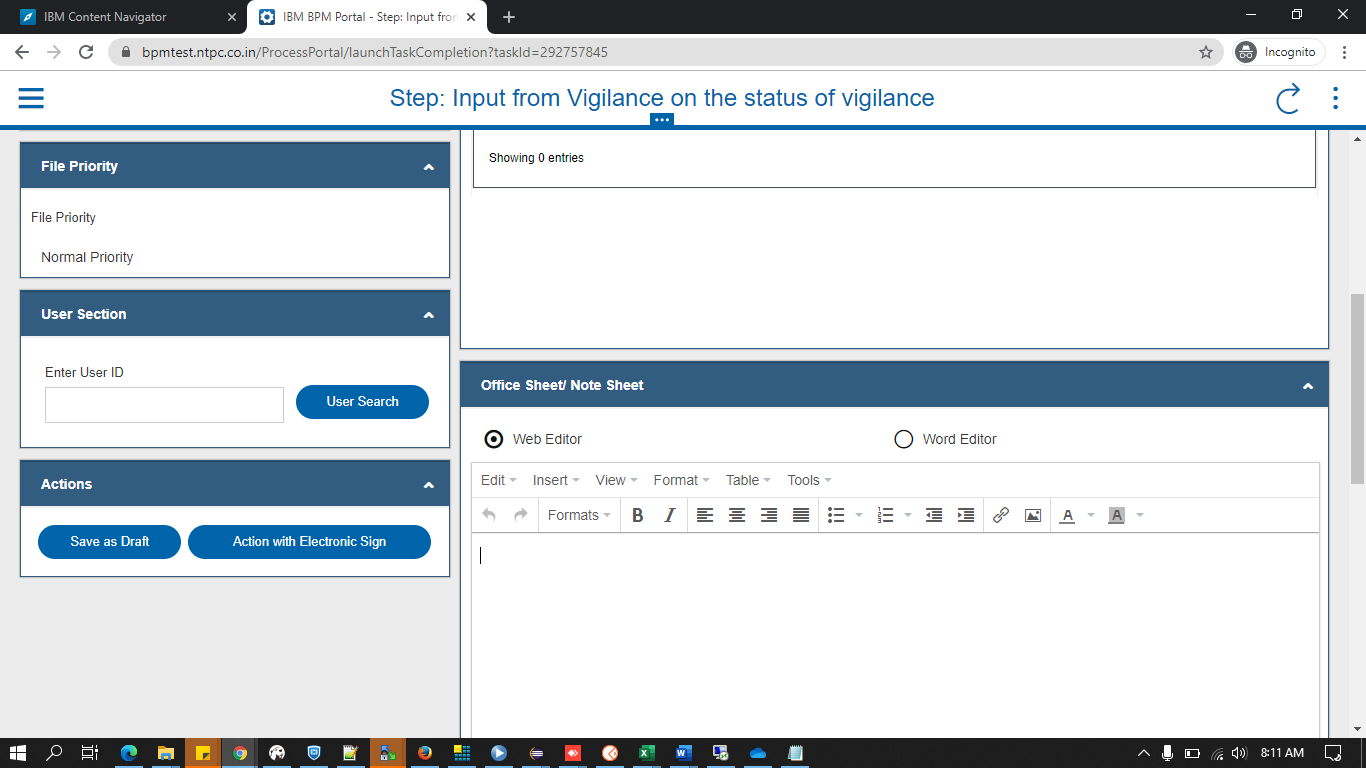 IBM Content Navigator
IBM BPM Portal - Step: Input from
bpmtest.ntpc.co.in/ProcessPortal/launchTaskCompletion?taskId=292757845
Incognito
Step: Input from Vigilance on the status of vigilance
File Priority
File Priority
Normal Priority
User Section
Enter User ID
User Search
Actions
Save as Draft
Action with Electronic Sign
Showing 0 entries
Office Sheet/ Note Sheet
Web Editor
Word Editor
Edit Insert View Format Table Tools
Formats B I A A
8:11 AM